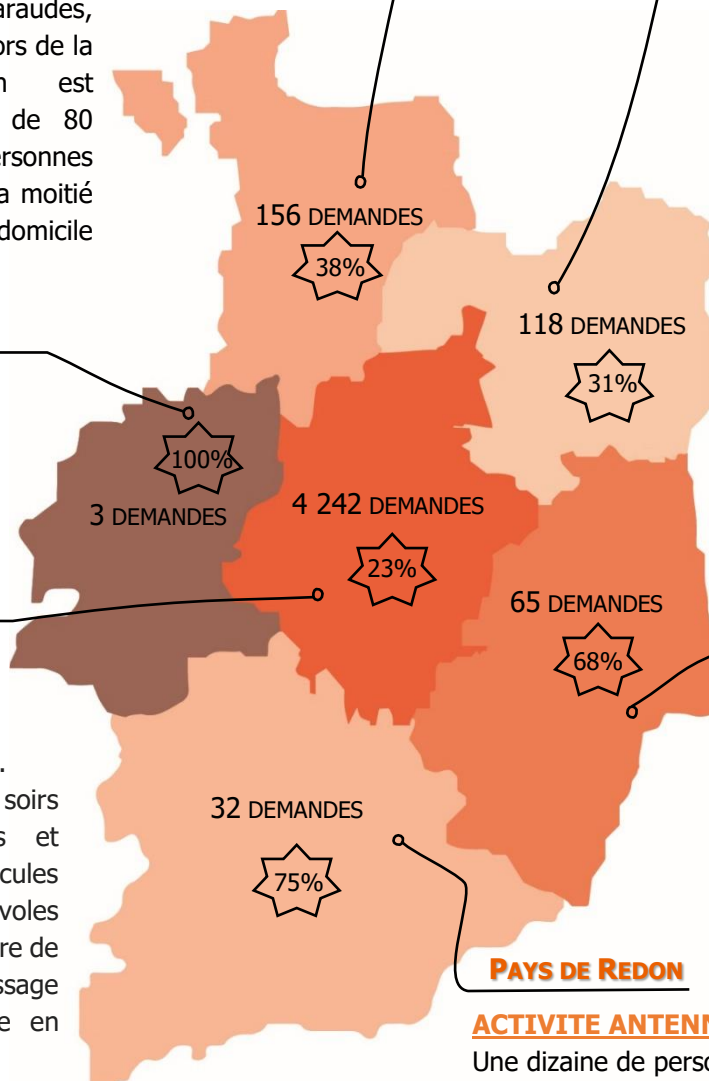 araudes,
ors de la
n est
de 80
ersonnes
a moitié
domicile
156 DEMANDES
38%
118 DEMANDES
31%
100%
3 DEMANDES
4 242 DEMANDES
23%
65 DEMANDES
68%
.
soirs
s et
cules
voles
re de
ssage
e en
32 DEMANDES
75%
PAYS DE REDON
ACTIVITE ANTENN
Une dizaine de perso